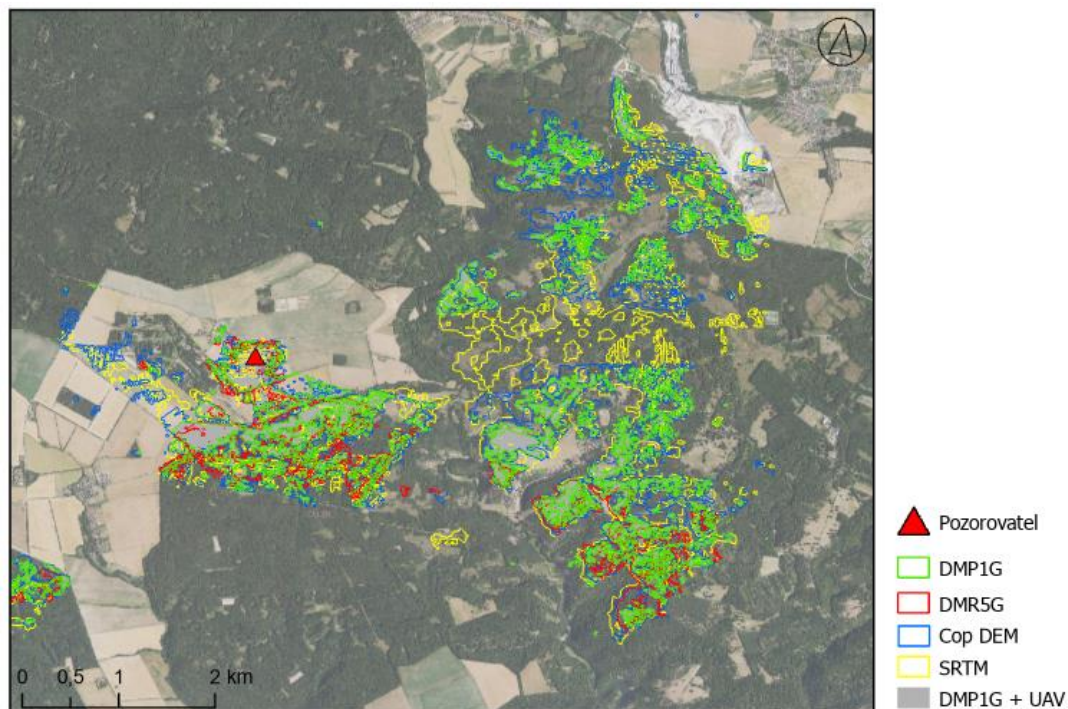 0 0,5 1 2 km
Pozorovatel
DMP1G
DMR5G
Cop DEM
SRTM
DMP1G + UAV